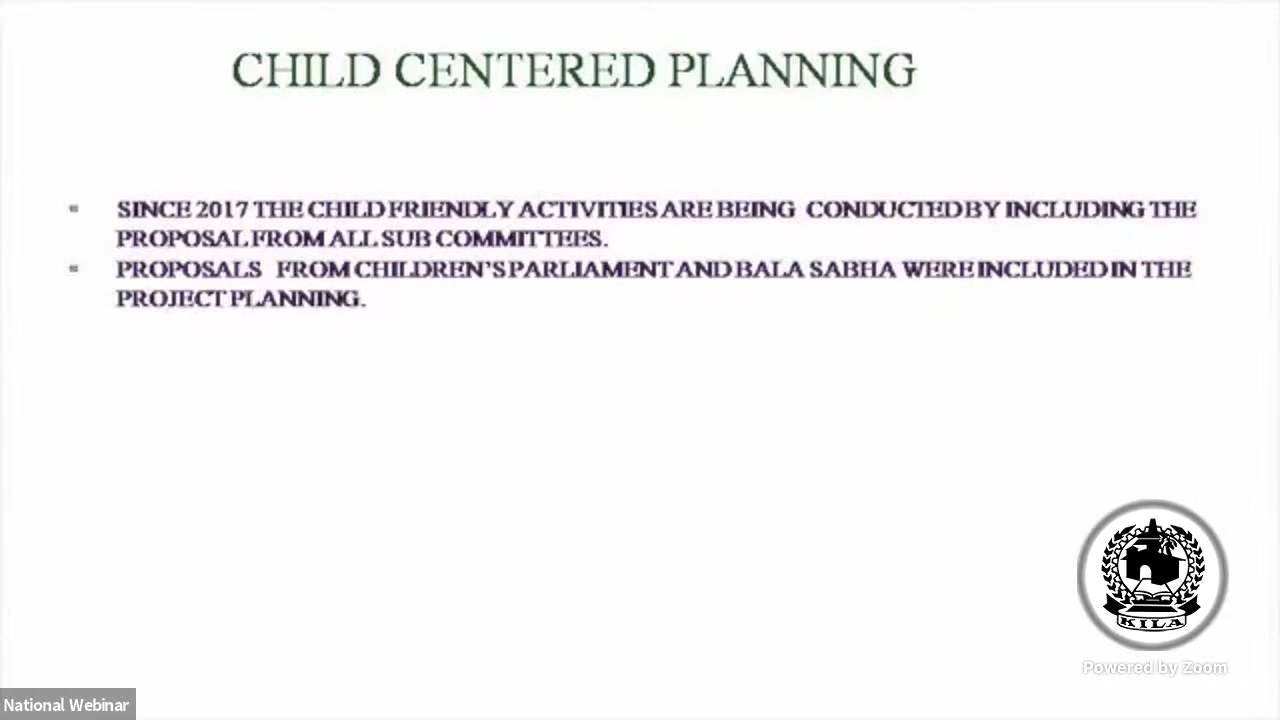 CHILD CENTERED PLANNING
SINCE 2017 THE CHILD FRIENDLY ACTIVITIES ARE BEING CONDUCTED BY INCLUDING THE
PROPOSAL FROM ALL SUB COMMITTEES.
PROPOSALS FROM CHILDREN'S PARLIAMENT AND BALA SABHA WERE INCLUDED IN THE
PROJECT PLANNING.
KILA
Powered by Zoom
National Webinar